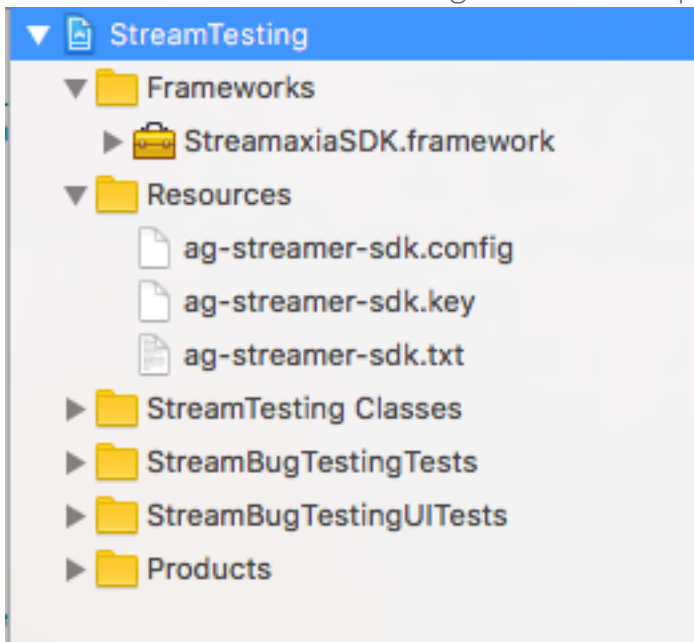 StreamTesting
Frameworks
StreamaxiaSDK.framework
Resources
ag-streamer-sdk.config
ag-streamer-sdk.key
ag-streamer-sdk.txt
StreamTesting Classes
StreamBugTestingTests
StreamBugTestingUITests
Products